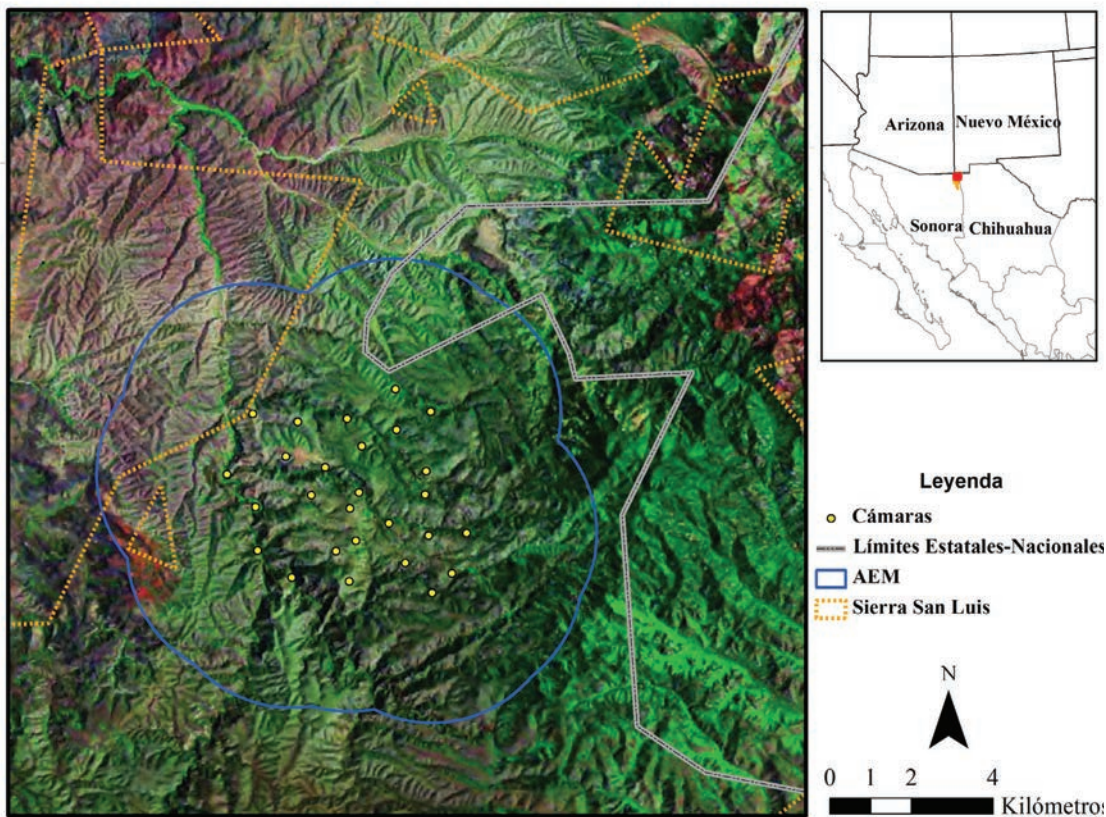 Arizona
Nuevo México
Sonora
Chihuahua
Leyenda
Cámaras
Límites Estatales-Nacionales
AEM
Sierra San Luis
N
0 1 2 4
Kilómetros